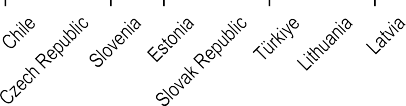 Chile
Czech Republic
Slovenia
Estonia
Slovak Republic
Türkiye
Lithuania
Latvia